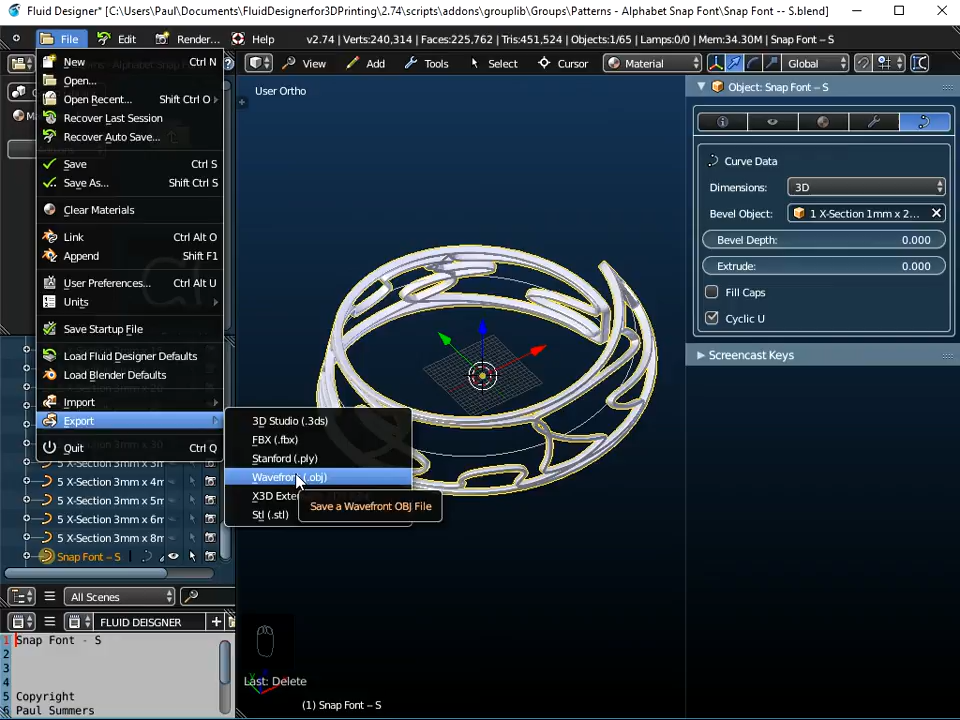 Fluid Designer* [C:\Users\Paul\Documents\FluidDesignerfor3DPrinting\2.74\scripts\addons\grouplib\Groups\Patterns - Alphabet Snap Font\Snap Font -- S.blend]
File Edit Render... Help v2.74 | Verts:240,314 | Faces:225,762 | Tris:451,524 | Objects:1/65 | Lamps:0/0 | Mem:34.30M | Snap Font – S
New Ctrl N
Open...
Open Recent... Shift Ctrl O
Recover Last Session
Recover Auto Save...
Save Ctrl S
Save As... Shift Ctrl S
Clear Materials
Link Ctrl Alt O
Append Shift F1
User Preferences... Ctrl Alt U
Units
Save Startup File
Load Fluid Designer Defaults
Load Blender Defaults
Import
Export
Quit Ctrl Q
3D Studio (.3ds)
FBX (.fbx)
Stanford (.ply)
Wavefront (.obj)
X3D Exte
Stl (.stl)
Save a Wavefront OBJ File
View Add Tools Select Cursor Material Global
User Ortho
Object: Snap Font – S
Curve Data
Dimensions: 3D
Bevel Object: 1 X-Section 1mm x 2...
Bevel Depth: 0.000
Extrude: 0.000
Fill Caps
Cyclic U
Screencast Keys
5 X-Section 3mm x 4m
5 X-Section 3mm x 5m
5 X-Section 3mm x 6m
5 X-Section 3mm x 8m
Snap Font – S
All Scenes
FLUID DEISGNER
1 Snap Font - S
2
3
4
5 Copyright
6 Paul Summers
Last: Delete
(1) Snap Font – S